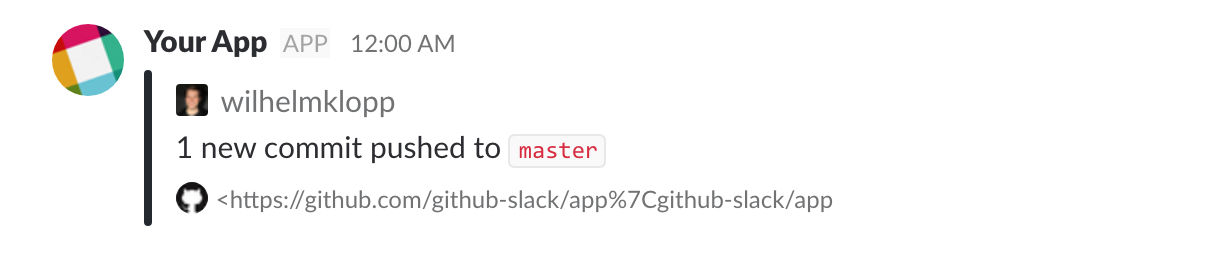 Your App APP 12:00 AM
wilhelmklopp
1 new commit pushed to master
<https://github.com/github-slack/app%7Cgithub-slack/app